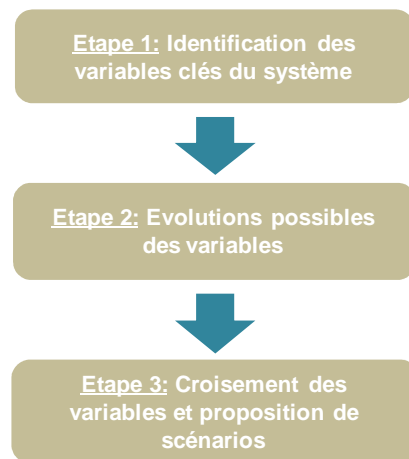 Etape 1: Identification des
variables clés du système
Etape 2: Evolutions possibles
des variables
Etape 3: Croisement des
variables et proposition de
scénarios